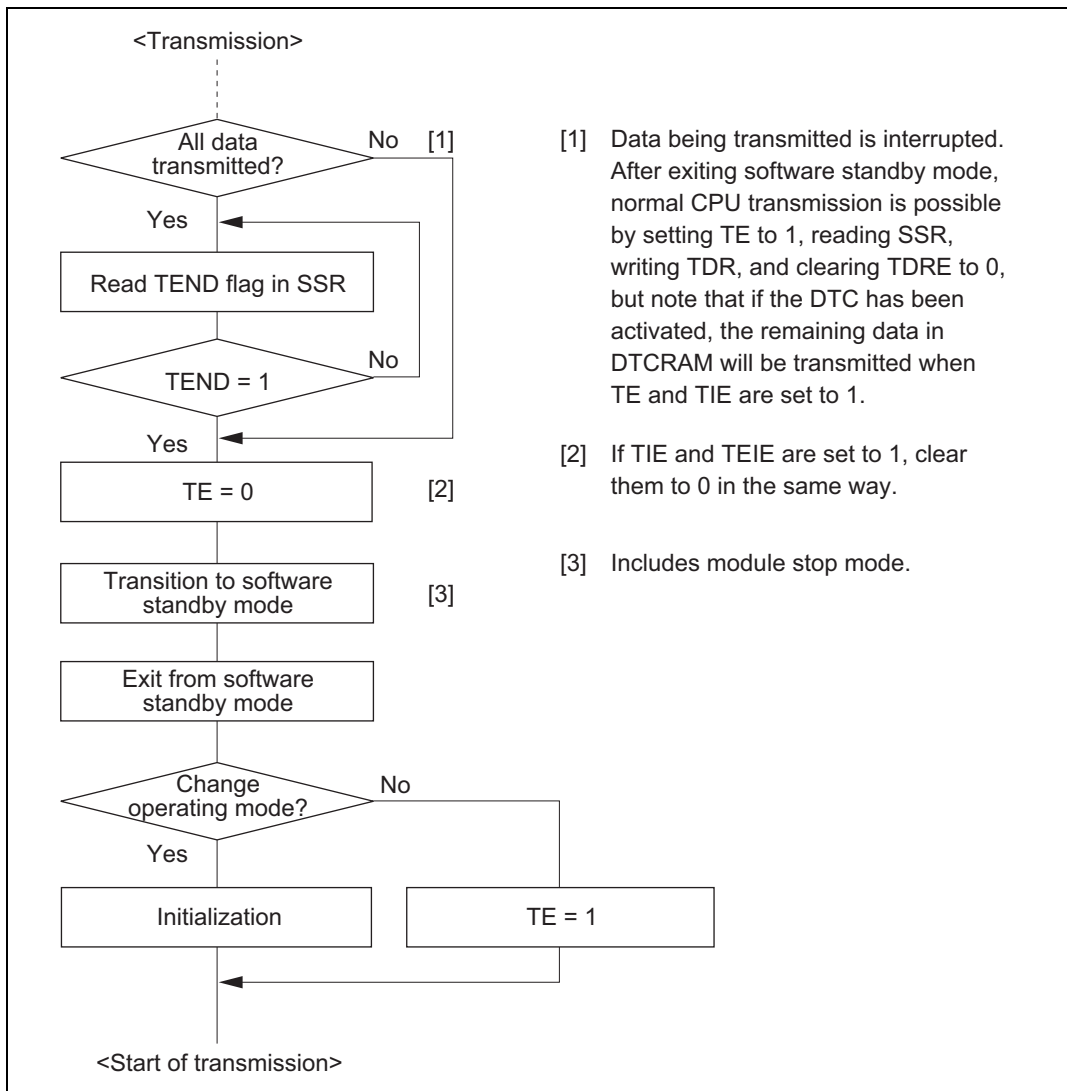 <Transmission>
All data
transmitted?
No
[1]
Yes
Read TEND flag in SSR
TEND = 1
No
Yes
TE = 0
[2]
Transition to software
standby mode
[3]
Exit from software
standby mode
Change
operating mode?
No
Yes
Initialization
TE = 1
<Start of transmission>
[1] Data being transmitted is interrupted.
After exiting software standby mode,
normal CPU transmission is possible
by setting TE to 1, reading SSR,
writing TDR, and clearing TDRE to 0,
but note that if the DTC has been
activated, the remaining data in
DTCRAM will be transmitted when
TE and TIE are set to 1.
[2] If TIE and TEIE are set to 1, clear
them to 0 in the same way.
[3] Includes module stop mode.